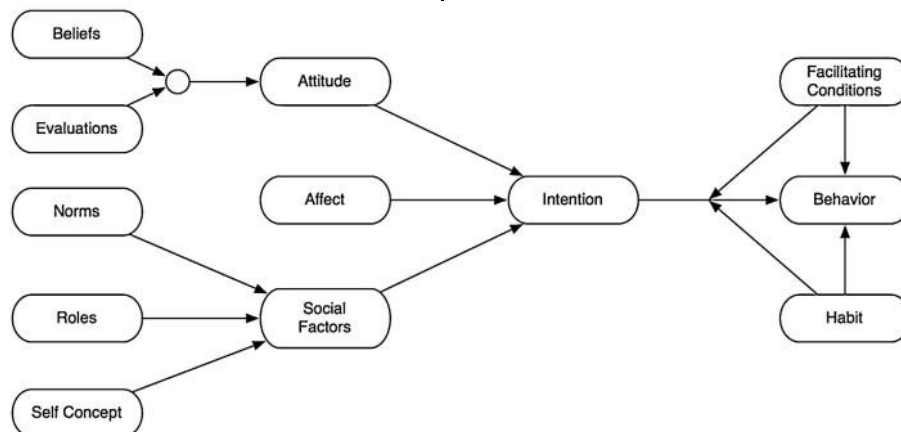 Beliefs
Evaluations
Attitude
Facilitating
Conditions
Norms
Affect
Intention
Behavior
Roles
Social
Factors
Habit
Self Concept